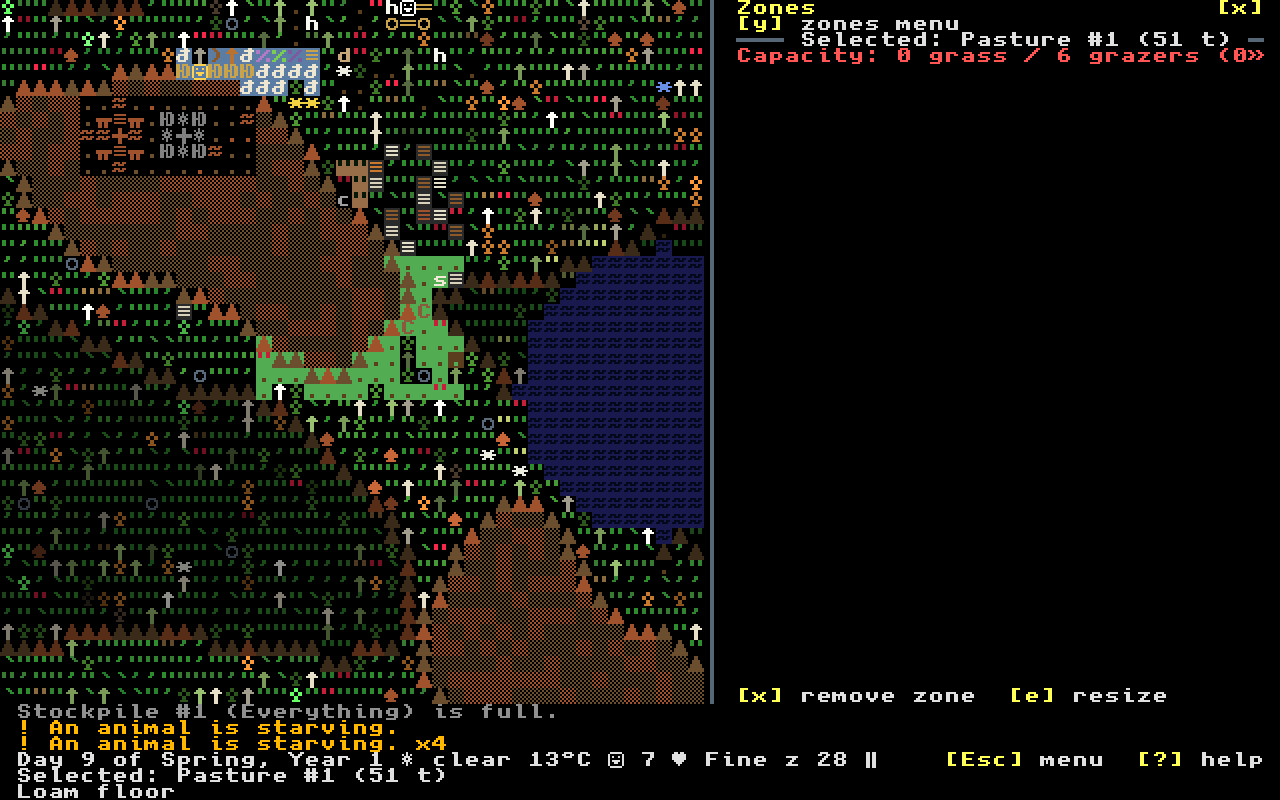 Zones [x]
[y] zones menu
Selected: Pasture #1 (51 t)
Capacity: 0 grass / 6 grazers (0»
[x] remove zone [e] resize
Stockpile #1 (Everything) is full.
! An animal is starving.
! An animal is starving. x4
Day 9 of Spring, Year 1 * clear 13°C ☺ 7 ♥ Fine z 28 ‖ [Esc] menu [?] help
Selected: Pasture #1 (51 t)
Loam floor